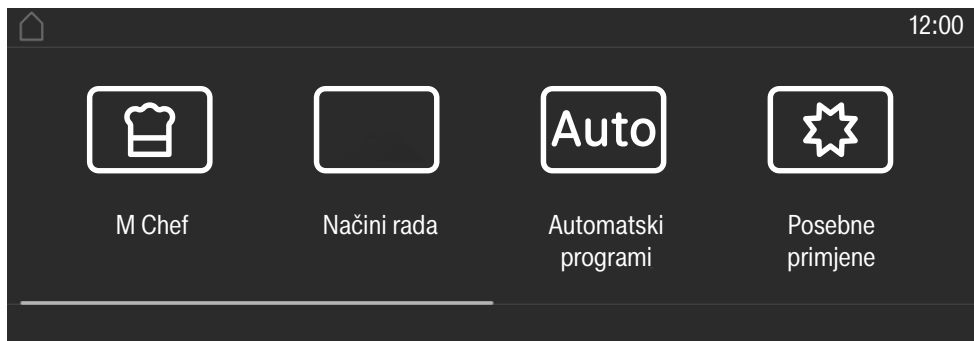 12:00
Auto
M Chef
Načini rada
Automatski
programi
Posebne
primjene